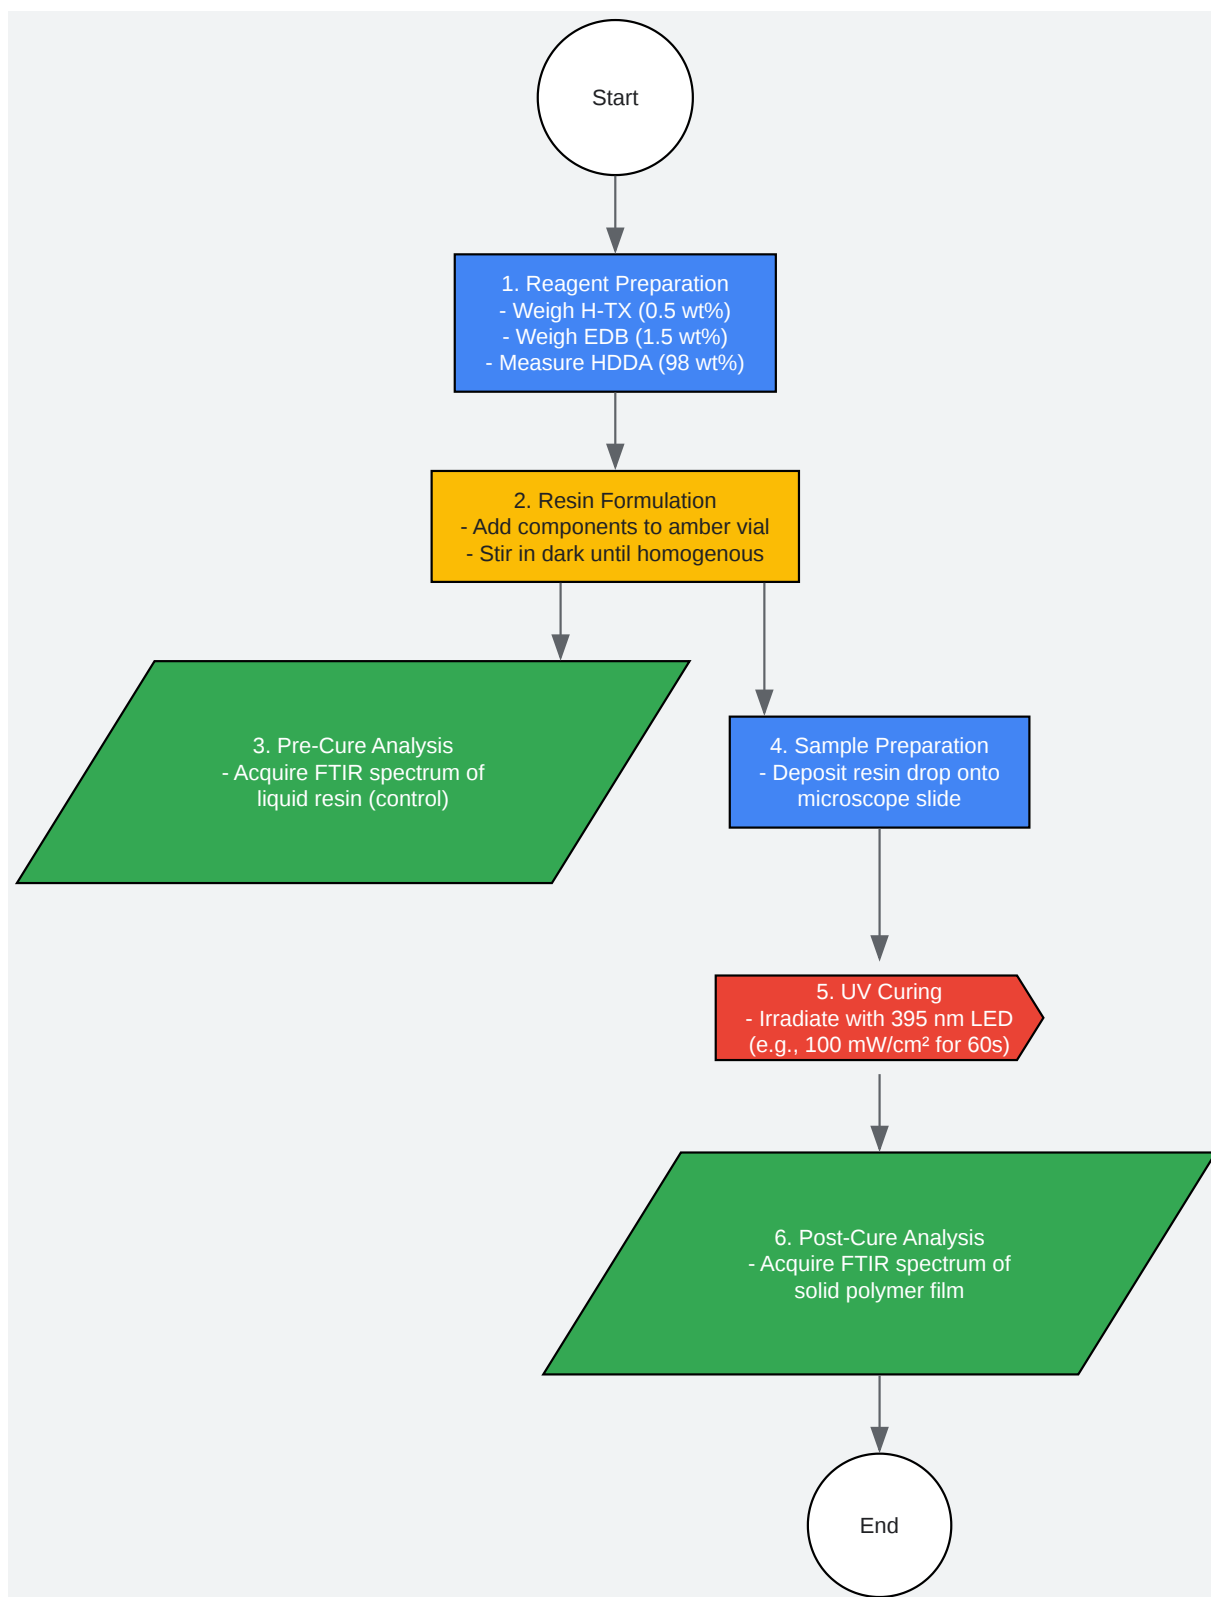 Start
1. Reagent Preparation
- Weigh H-TX (0.5 wt%)
- Weigh EDB (1.5 wt%)
- Measure HDDA (98 wt%)
2. Resin Formulation
- Add components to amber vial
- Stir in dark until homogenous
3. Pre-Cure Analysis
- Acquire FTIR spectrum of
liquid resin (control)
4. Sample Preparation
- Deposit resin drop onto
microscope slide
5. UV Curing
- Irradiate with 395 nm LED
(e.g., 100 mW/cm² for 60s)
6. Post-Cure Analysis
- Acquire FTIR spectrum of
solid polymer film
End